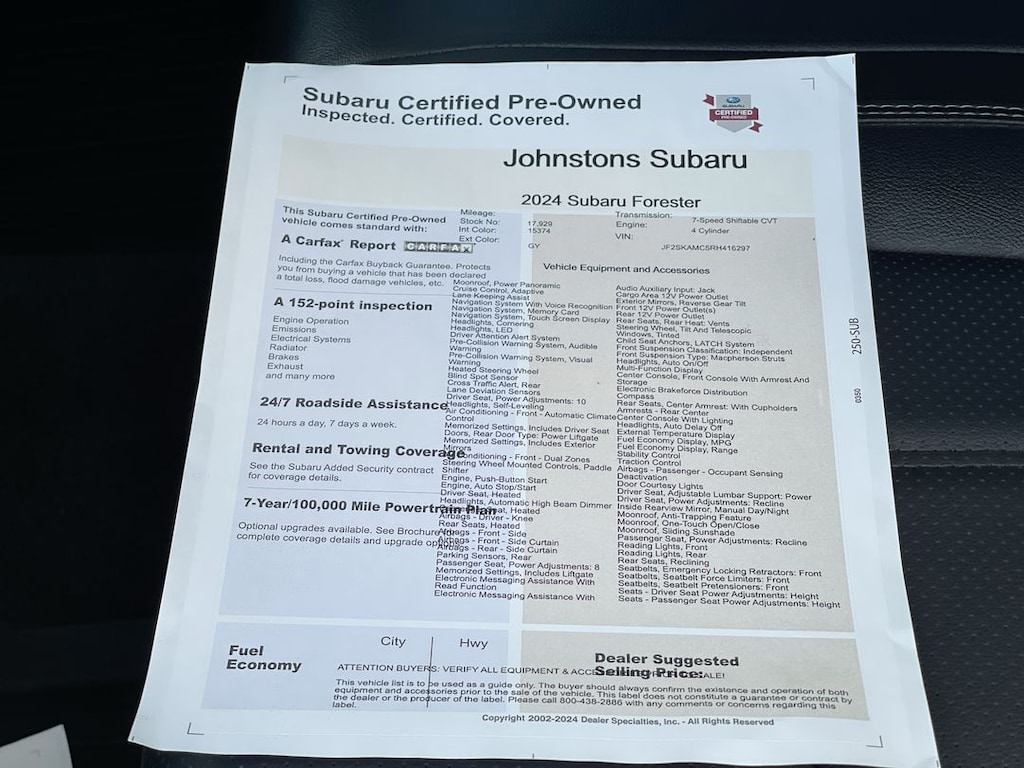 Subaru Certified Pre-Owned
Inspected. Certified. Covered.
SUBARU
CERTIFIED
PRE-OWNED
Johnstons Subaru
2024 Subaru Forester
This Subaru Certified Pre-Owned
vehicle comes standard with:
A Carfax® Report CARFAX
Including the Carfax Buyback Guarantee. Protects
you from buying a vehicle that has been declared
a total loss, flood damage vehicles, etc.
A 152-point inspection
Engine Operation
Emissions
Electrical Systems
Radiator
Brakes
Exhaust
and many more
24/7 Roadside Assistance
24 hours a day, 7 days a week.
Rental and Towing Coverage
See the Subaru Added Security contract
for coverage details.
7-Year/100,000 Mile Powertrain Plan
Optional upgrades available. See Brochure for
complete coverage details and upgrade options.
Mileage: 17,929
Stock No: 15374
Int Color:
Ext Color: GY
Transmission: 7-Speed Shiftable CVT
Engine: 4 Cylinder
VIN: JF2SKAMC5RH416297
Vehicle Equipment and Accessories
Moonroof, Power Panoramic
Cruise Control, Adaptive
Lane Keeping Assist
Navigation System With Voice Recognition
Navigation System, Memory Card
Navigation System, Touch Screen Display
Headlights, Cornering
Headlights, LED
Driver Attention Alert System
Pre-Collision Warning System, Audible
Warning
Pre-Collision Warning System, Visual
Warning
Heated Steering Wheel
Blind Spot Sensor
Cross Traffic Alert, Rear
Lane Deviation Sensors
Driver Seat, Power Adjustments: 10
Headlights, Self-Leveling
Air Conditioning - Front - Automatic Climate
Control
Memorized Settings, Includes Driver Seat
Doors, Rear Door Type: Power Liftgate
Memorized Settings, Includes Exterior
Mirrors
Air Conditioning - Front - Dual Zones
Steering Wheel Mounted Controls, Paddle
Shifter
Engine, Push-Button Start
Engine, Auto Stop/Start
Driver Seat, Heated
Headlights, Automatic High Beam Dimmer
Seat, Heated
Airbags - Driver - Knee
Rear Seats, Heated
Airbags - Front - Side
Airbags - Front - Side Curtain
Airbags - Rear - Side Curtain
Parking Sensors, Rear
Passenger Seat, Power Adjustments: 8
Memorized Settings, Includes Liftgate
Electronic Messaging Assistance With
Read Function
Electronic Messaging Assistance With
Audio Auxiliary Input: Jack
Cargo Area 12V Power Outlet
Exterior Mirrors, Reverse Gear Tilt
Front 12V Power Outlet(s)
Rear 12V Power Outlet
Rear Seats, Rear Heat: Vents
Steering Wheel, Tilt And Telescopic
Windows, Tinted
Child Seat Anchors, LATCH System
Front Suspension Classification: Independent
Front Suspension Type: Macpherson Struts
Headlights, Auto On/Off
Multi-Function Display
Center Console, Front Console With Armrest And
Storage
Electronic Brakeforce Distribution
Compass
Rear Seats, Center Armrest: With Cupholders
Armrests - Rear Center
Center Console With Lighting
Headlights, Auto Delay Off
External Temperature Display
Fuel Economy Display, MPG
Fuel Economy Display, Range
Stability Control
Traction Control
Airbags - Passenger - Occupant Sensing
Deactivation
Door Courtesy Lights
Driver Seat, Adjustable Lumbar Support: Power
Driver Seat, Power Adjustments: Recline
Inside Rearview Mirror, Manual Day/Night
Moonroof, Anti-Trapping Feature
Moonroof, One-Touch Open/Close
Moonroof, Sliding Sunshade
Passenger Seat, Power Adjustments: Recline
Reading Lights, Front
Reading Lights, Rear
Rear Seats, Reclining
Seatbelts, Emergency Locking Retractors: Front
Seatbelts, Seatbelt Force Limiters: Front
Seatbelts, Seatbelt Pretensioners: Front
Seats - Driver Seat Power Adjustments: Height
Seats - Passenger Seat Power Adjustments: Height
250-SUB
0350
Fuel
Economy
City
Hwy
Dealer Suggested
Selling Price:
ATTENTION BUYERS: VERIFY ALL EQUIPMENT & SALE!
This vehicle list is to be used as a guide only. The buyer should always confirm the existence and operation of both
equipment and accessories prior to the sale of the vehicle. This label does not constitute a guarantee or contract by
the dealer or the producer of the label. Please call 800-438-2886 with any comments or concerns regarding this
label.
Copyright 2002-2024 Dealer Specialties, Inc. - All Rights Reserved